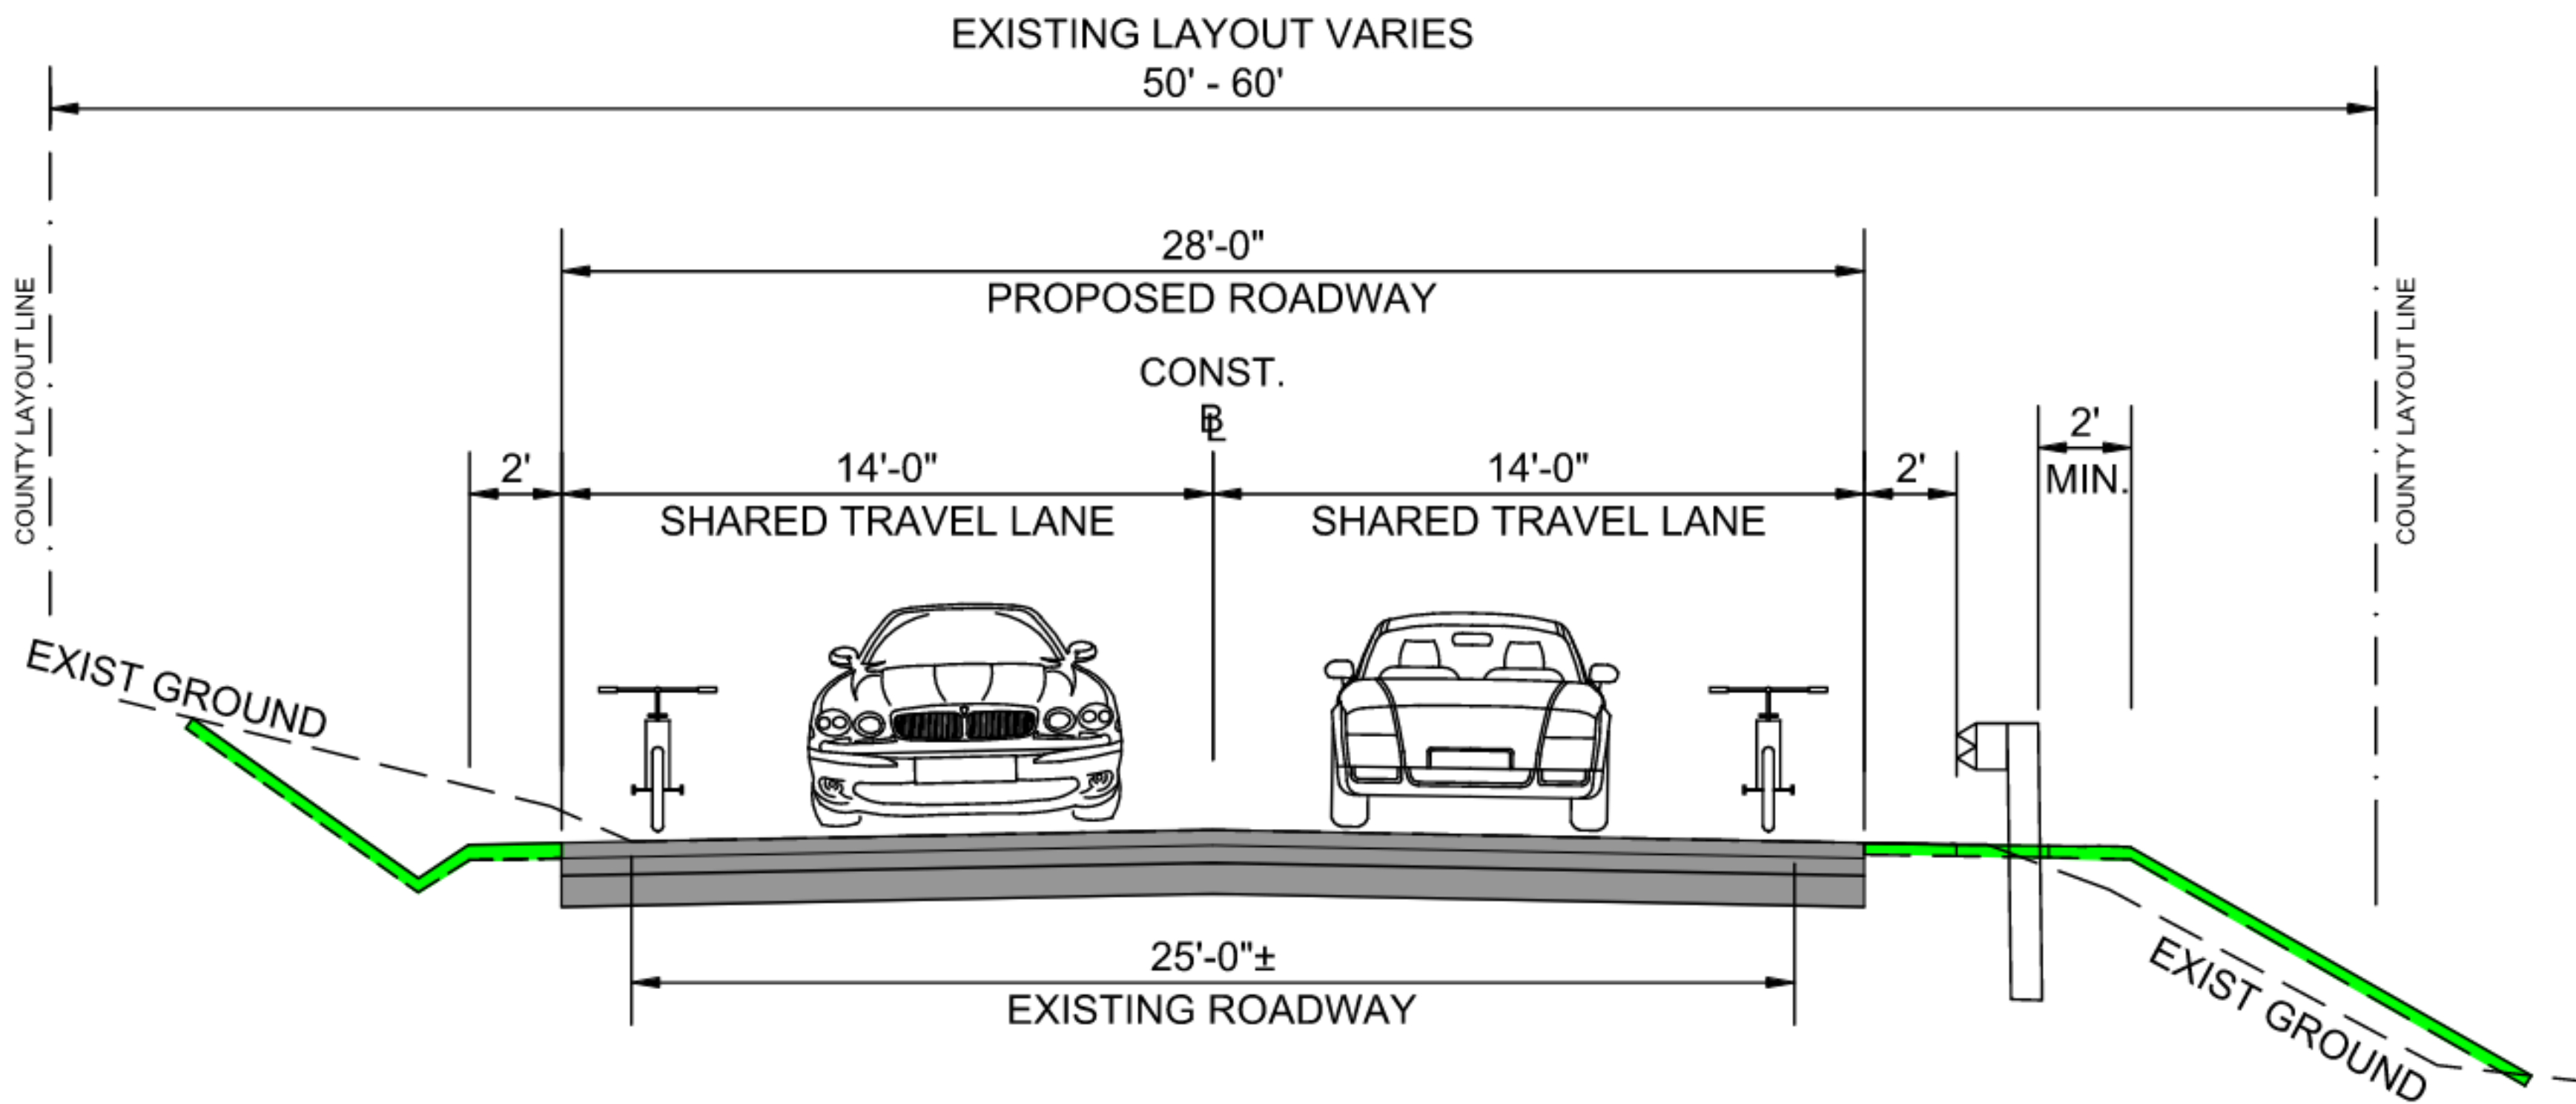 EXISTING LAYOUT VARIES
50' - 60'
COUNTY LAYOUT LINE
28'-0"
PROPOSED ROADWAY
COUNTY LAYOUT LINE
CONST.
BL
2'
14'-0"
SHARED TRAVEL LANE
14'-0"
SHARED TRAVEL LANE
2'
2'
MIN.
EXIST GROUND
25'-0"±
EXISTING ROADWAY
EXIST GROUND